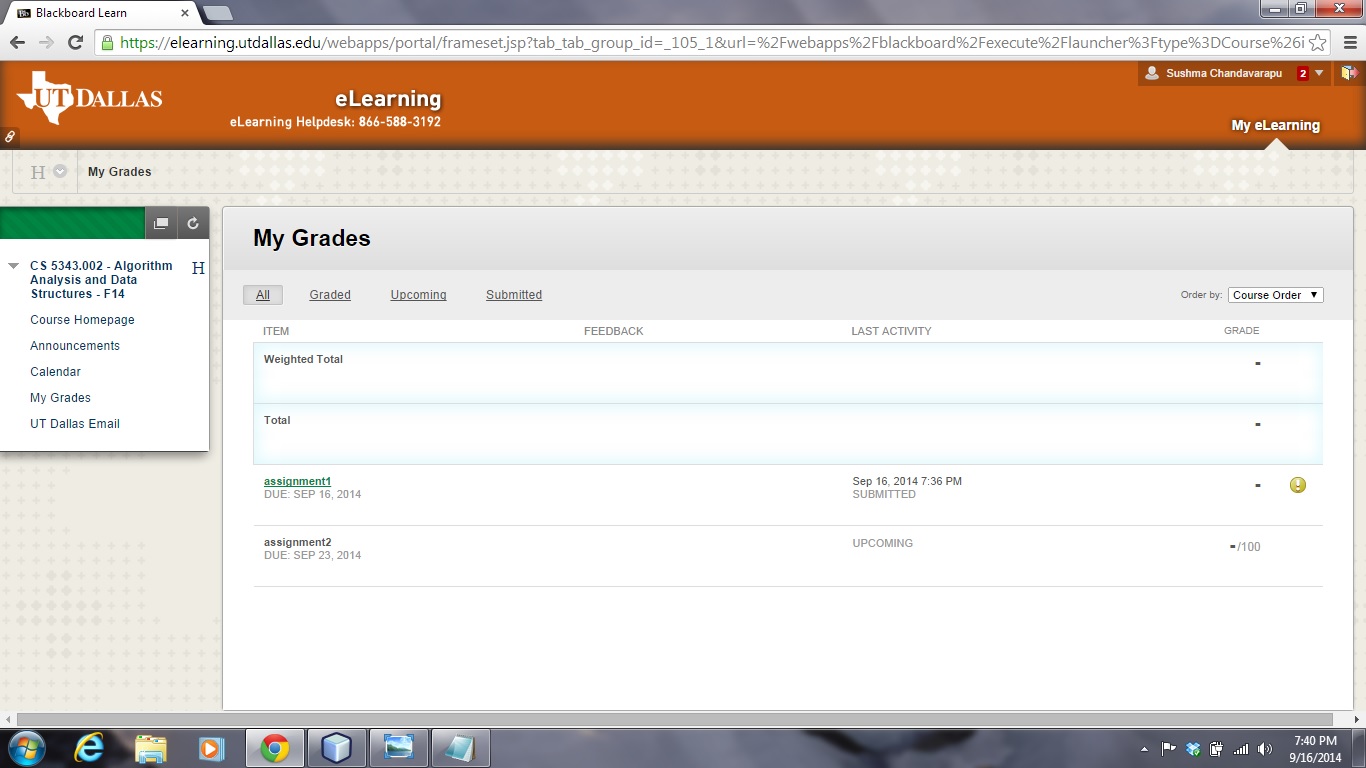 Blackboard Learn
https://elearning.utdallas.edu/webapps/portal/frameset.jsp?tab_tab_group_id=_105_1&url=%2Fwebapps%2Fblackboard%2Fexecute%2Flauncher%3Ftype%3DCourse%26i
UT DALLAS
eLearning
eLearning Helpdesk: 866-588-3192
Sushma Chandavarapu 2
My eLearning
H My Grades
CS 5343.002 - Algorithm H
Analysis and Data
Structures - F14
Course Homepage
Announcements
Calendar
My Grades
UT Dallas Email
My Grades
All Graded Upcoming Submitted Order by: Course Order
ITEM FEEDBACK LAST ACTIVITY GRADE
Weighted Total -
Total -
assignment1 Sep 16, 2014 7:36 PM -
DUE: SEP 16, 2014 SUBMITTED
assignment2 UPCOMING -/100
DUE: SEP 23, 2014
7:40 PM
9/16/2014